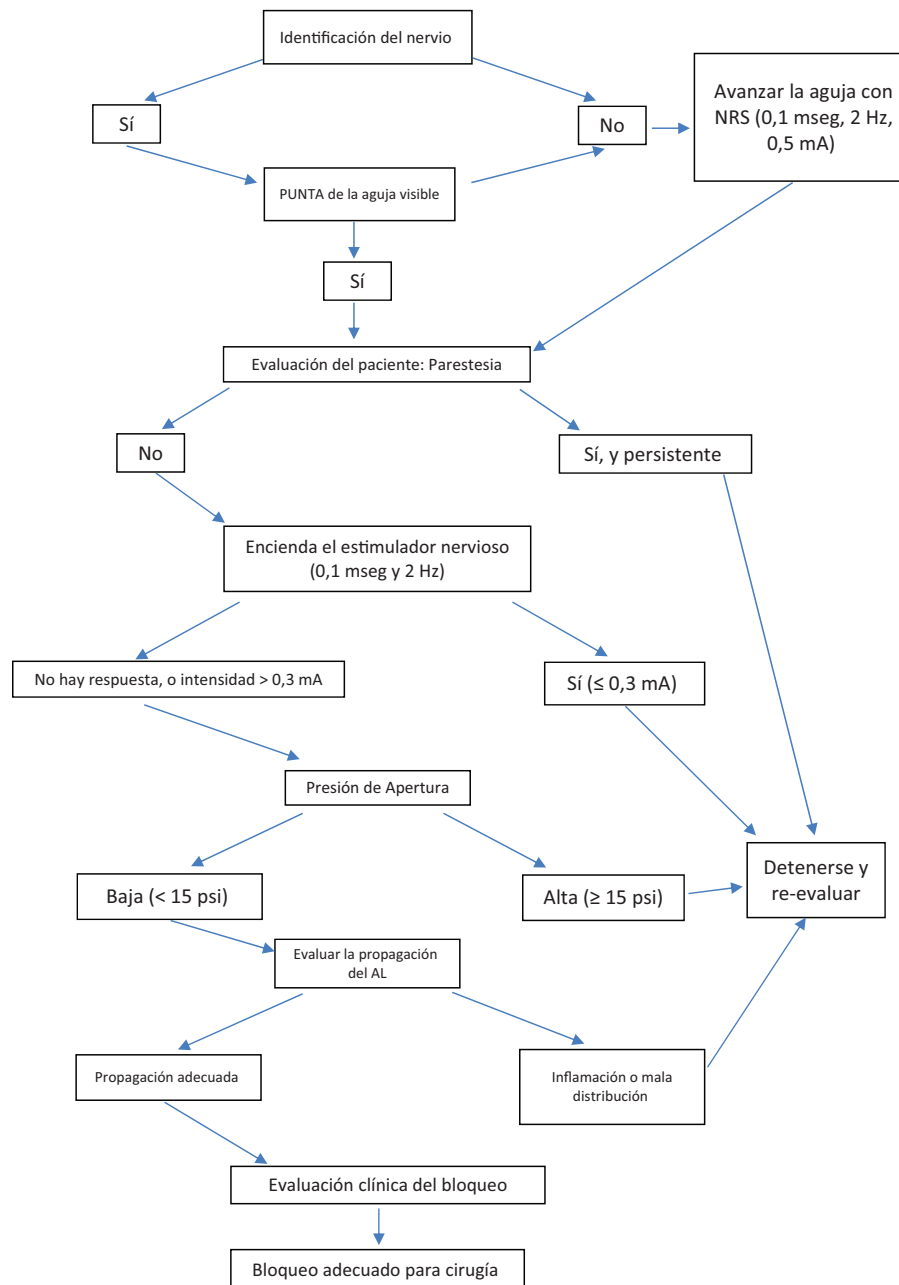 Identificación del nervio
Avanzar la aguja con
NRS (0,1 mseg, 2 Hz,
0,5 mA)
Sí
No
PUNTA de la aguja visible
Sí
Evaluación del paciente: Parestesia
No
Sí, y persistente
Encienda el estimulador nervioso
(0,1 mseg y 2 Hz)
No hay respuesta, o intensidad > 0,3 mA
Sí (≤ 0,3 mA)
Presión de Apertura
Baja (< 15 psi)
Alta (≥ 15 psi)
Detenerse y
re-evaluar
Evaluar la propagación
del AL
Propagación adecuada
Inflamación o mala
distribución
Evaluación clínica del bloqueo
Bloqueo adecuado para cirugía